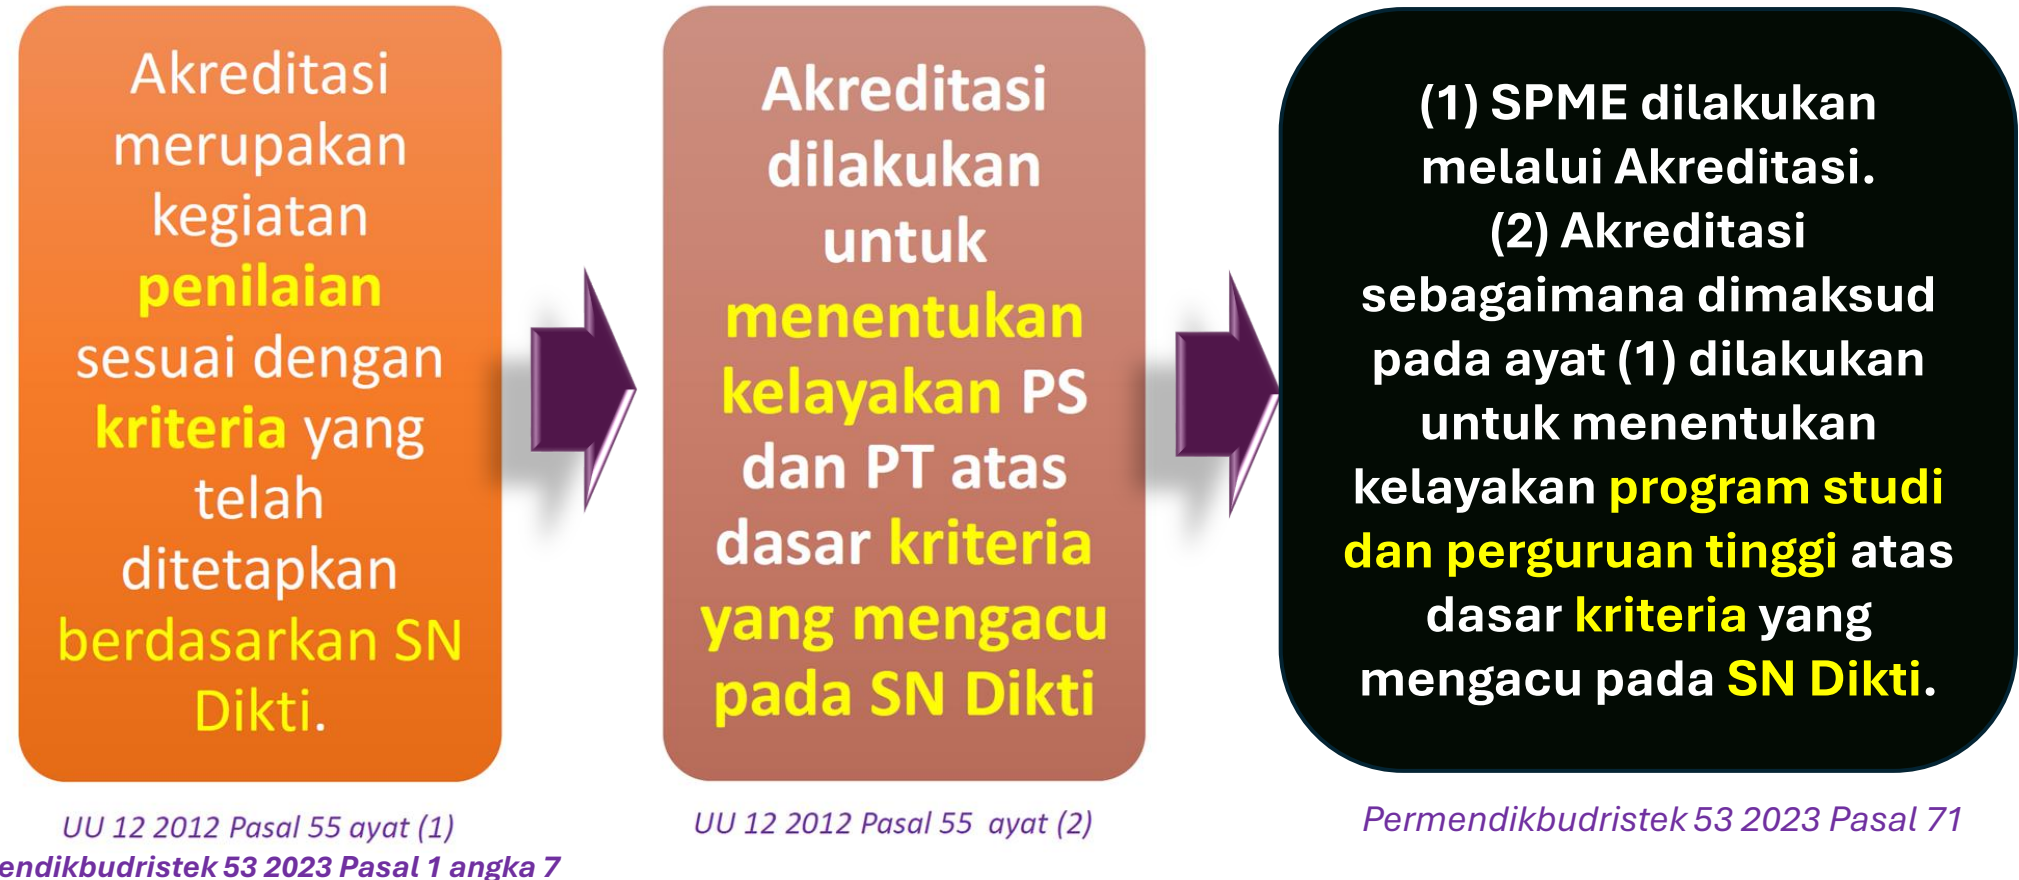 Akreditasi
merupakan
kegiatan
penilaian
sesuai dengan
kriteria yang
telah
ditetapkan
berdasarkan SN
Dikti.
UU 12 2012 Pasal 55 ayat (1)
endikbudristek 53 2023 Pasal 1 angka 7
Akreditasi
dilakukan
untuk
menentukan
kelayakan PS
dan PT atas
dasar kriteria
yang mengacu
pada SN Dikti
UU 12 2012 Pasal 55 ayat (2)
(1) SPME dilakukan
melalui Akreditasi.
(2) Akreditasi
sebagaimana dimaksud
pada ayat (1) dilakukan
untuk menentukan
kelayakan program studi
dan perguruan tinggi atas
dasar kriteria yang
mengacu pada SN Dikti.
Permendikbudristek 53 2023 Pasal 71